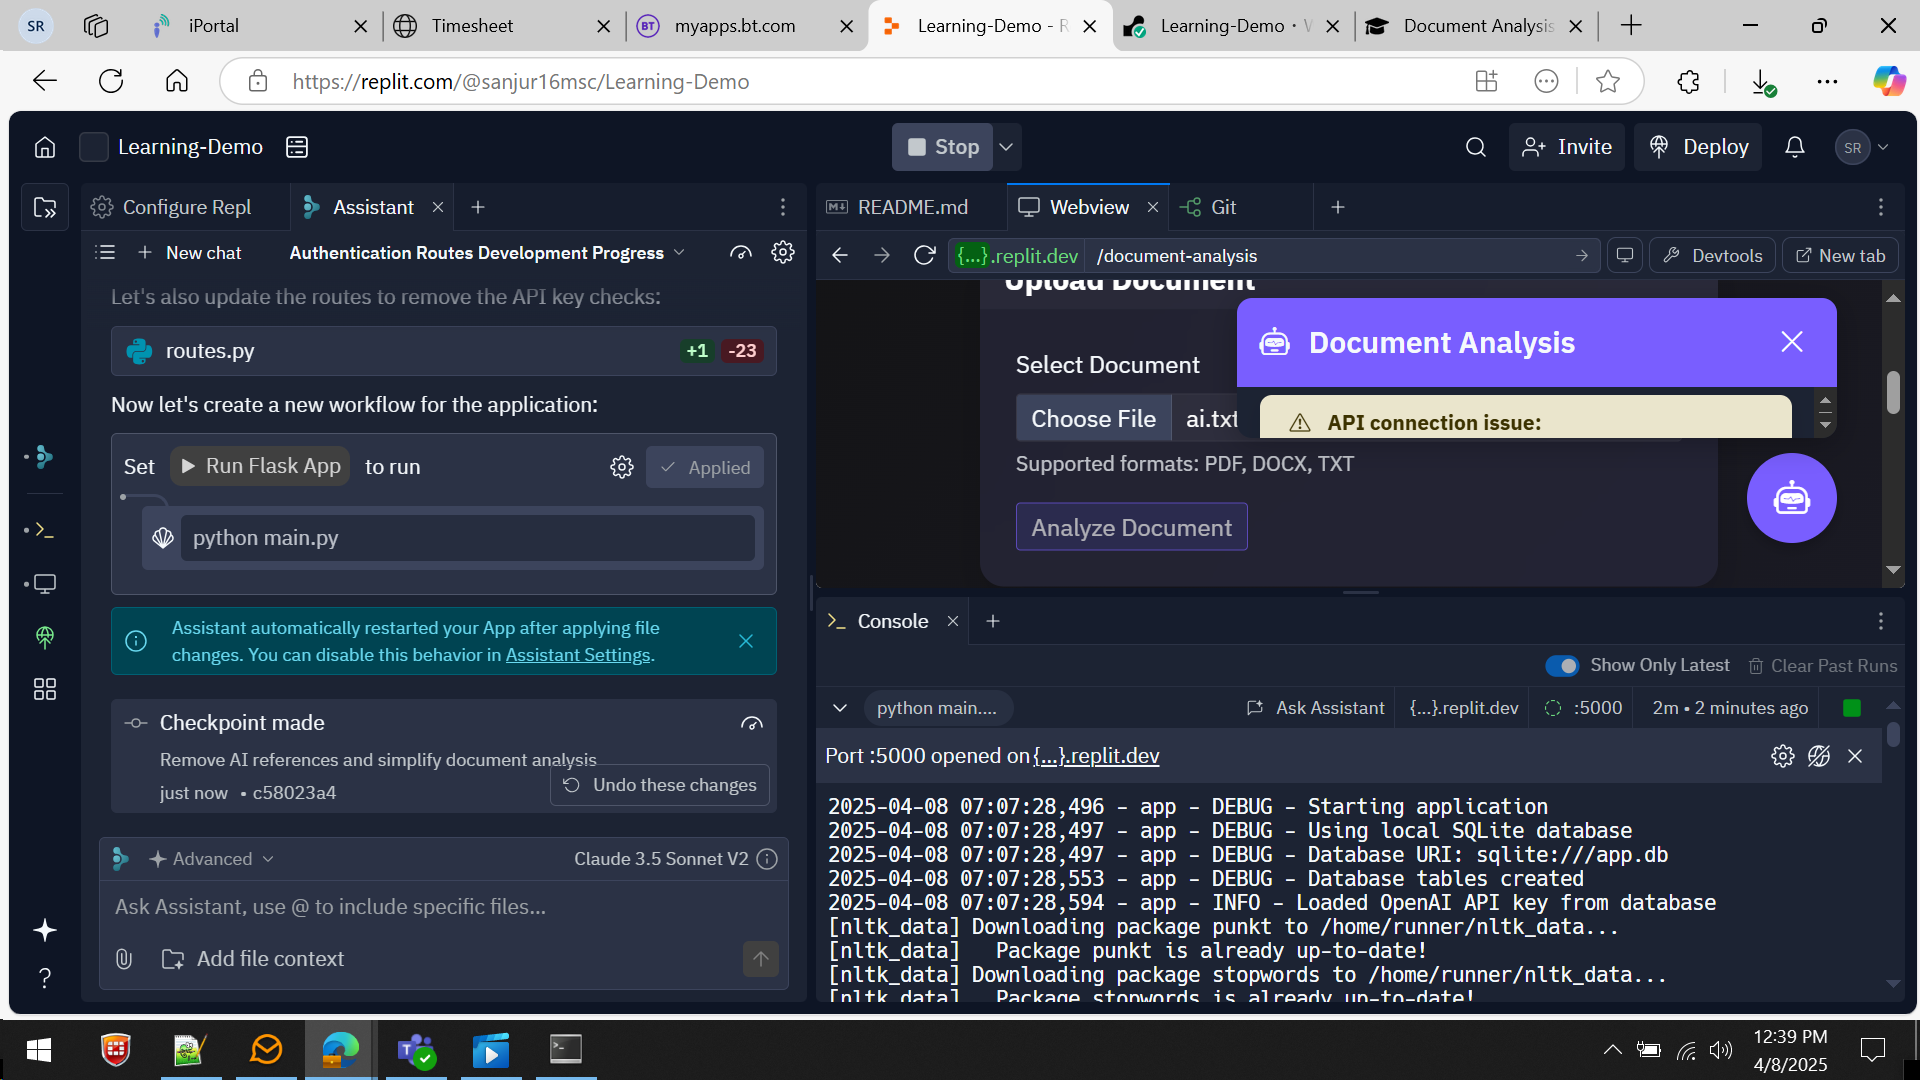 SR
iPortal
Timesheet
BT
myapps.bt.com
Learning-Demo - R
Learning-Demo · V
Document Analysis
https://replit.com/@sanjur16msc/Learning-Demo
Learning-Demo
Stop
Invite
Deploy
SR
Configure Repl
Assistant
README.md
Webview
Git
New chat
Authentication Routes Development Progress
{...}.replit.dev
/document-analysis
Devtools
New tab
Let's also update the routes to remove the API key checks:
routes.py
+1
-23
Now let's create a new workflow for the application:
Set
Run Flask App
to run
Applied
python main.py
Assistant automatically restarted your App after applying file
changes. You can disable this behavior in Assistant Settings.
Checkpoint made
Remove AI references and simplify document analysis
just now • c58023a4
Undo these changes
Advanced
Claude 3.5 Sonnet V2
Ask Assistant, use @ to include specific files...
Add file context
Upload Document
Select Document
Choose File
ai.txt
Supported formats: PDF, DOCX, TXT
Analyze Document
Document Analysis
API connection issue:
Console
Show Only Latest
Clear Past Runs
python main....
Ask Assistant
{...}.replit.dev
:5000
2m • 2 minutes ago
Port :5000 opened on {...}.replit.dev
2025-04-08 07:07:28,496 - app - DEBUG - Starting application
2025-04-08 07:07:28,497 - app - DEBUG - Using local SQLite database
2025-04-08 07:07:28,497 - app - DEBUG - Database URI: sqlite:///app.db
2025-04-08 07:07:28,553 - app - DEBUG - Database tables created
2025-04-08 07:07:28,594 - app - INFO - Loaded OpenAI API key from database
[nltk_data] Downloading package punkt to /home/runner/nltk_data...
[nltk_data]   Package punkt is already up-to-date!
[nltk_data] Downloading package stopwords to /home/runner/nltk_data...
[nltk_data]   Package stopwords is already up-to-date!
12:39 PM
4/8/2025